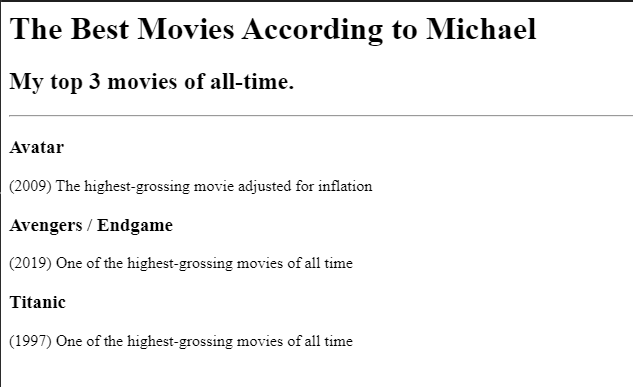 The Best Movies According to Michael
My top 3 movies of all-time.
Avatar
(2009) The highest-grossing movie adjusted for inflation
Avengers / Endgame
(2019) One of the highest-grossing movies of all time
Titanic
(1997) One of the highest-grossing movies of all time